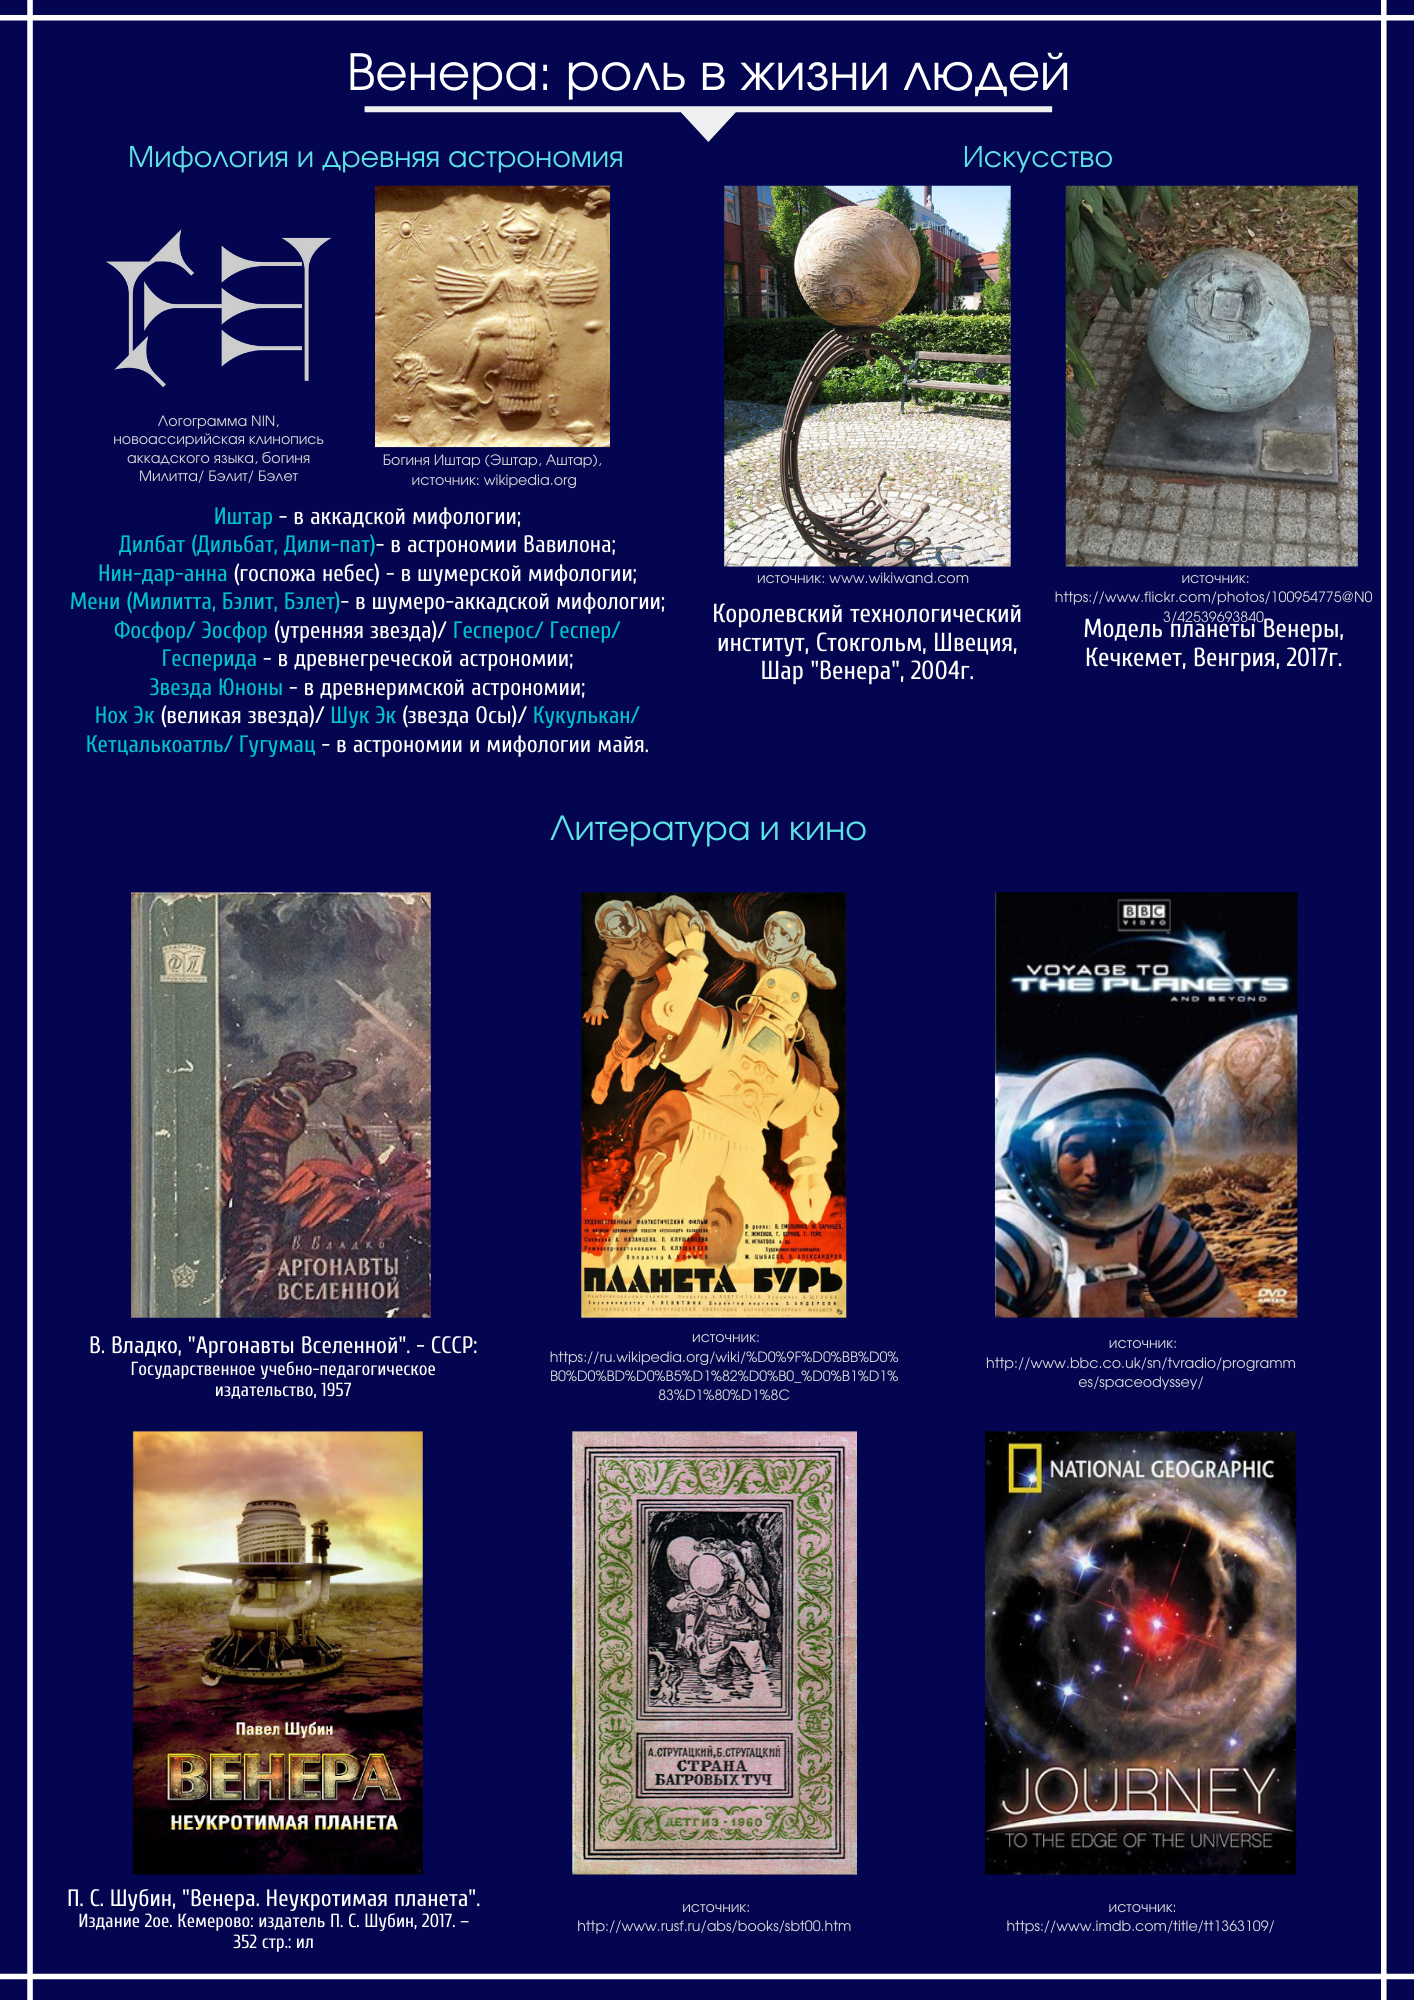 Венера: роль в жизни людей
Мифология и древняя астрономия
Логограмма NIN,
новоассирийская клинопись
аккадского языка, богиня
Милитта/ Бэлит/ Бэлет
Богиня Иштар (Эштар, Аштар),
источник: wikipedia.org
Иштар - в аккадской мифологии;
Дилбат (Дильбат, Дили-пат)- в астрономии Вавилона;
Нин-дар-анна (госпожа небес) - в шумерской мифологии;
Мени (Милитта, Бэлит, Бэлет)- в шумеро-аккадской мифологии;
Фосфор/ Эосфор (утренняя звезда)/ Гесперос/ Геспер/
Гесперида - в древнегреческой астрономии;
Звезда Юноны - в древнеримской астрономии;
Нох Эк (великая звезда)/ Шук Эк (звезда Осы)/ Кукулькан/
Кетцалькоатль/ Гугумац - в астрономии и мифологии майя.
Искусство
источник: www.wikiwand.com
Королевский технологический
институт, Стокгольм, Швеция,
Шар "Венера", 2004г.
источник:
https://www.flickr.com/photos/100954775@N0
3/42539693840
Модель планеты Венеры,
Кечкемет, Венгрия, 2017г.
Литература и кино
В. Владко
АРГОНАВТЫ
ВСЕЛЕННОЙ
В. Владко, "Аргонавты Вселенной". - СССР:
Государственное учебно-педагогическое
издательство, 1957
ХУДОЖЕСТВЕННЫЙ ФАНТАСТИЧЕСКИЙ ФИЛЬМ
ПЛАНЕТА БУРЬ
источник:
https://ru.wikipedia.org/wiki/%D0%9F%D0%BB%D0%
B0%D0%BD%D0%B5%D1%82%D0%B0_%D0%B1%D1%
83%D1%80%D1%8C
BBC
VIDEO
VOYAGE TO
THE PLANETS
AND BEYOND
DVD
источник:
http://www.bbc.co.uk/sn/tvradio/programm
es/spaceodyssey/
Павел Шубин
ВЕНЕРА
НЕУКРОТИМАЯ ПЛАНЕТА
П. С. Шубин, "Венера. Неукротимая планета".
Издание 2ое. Кемерово: издатель П. С. Шубин, 2017. –
352 стр.: ил
А.СТРУГАЦКИЙ, Б.СТРУГАЦКИЙ
СТРАНА
БАГРОВЫХ ТУЧ
ДЕТГИЗ · 1960
источник:
http://www.rusf.ru/abs/books/sbt00.htm
NATIONAL GEOGRAPHIC
JOURNEY
TO THE EDGE OF THE UNIVERSE
источник:
https://www.imdb.com/title/tt1363109/